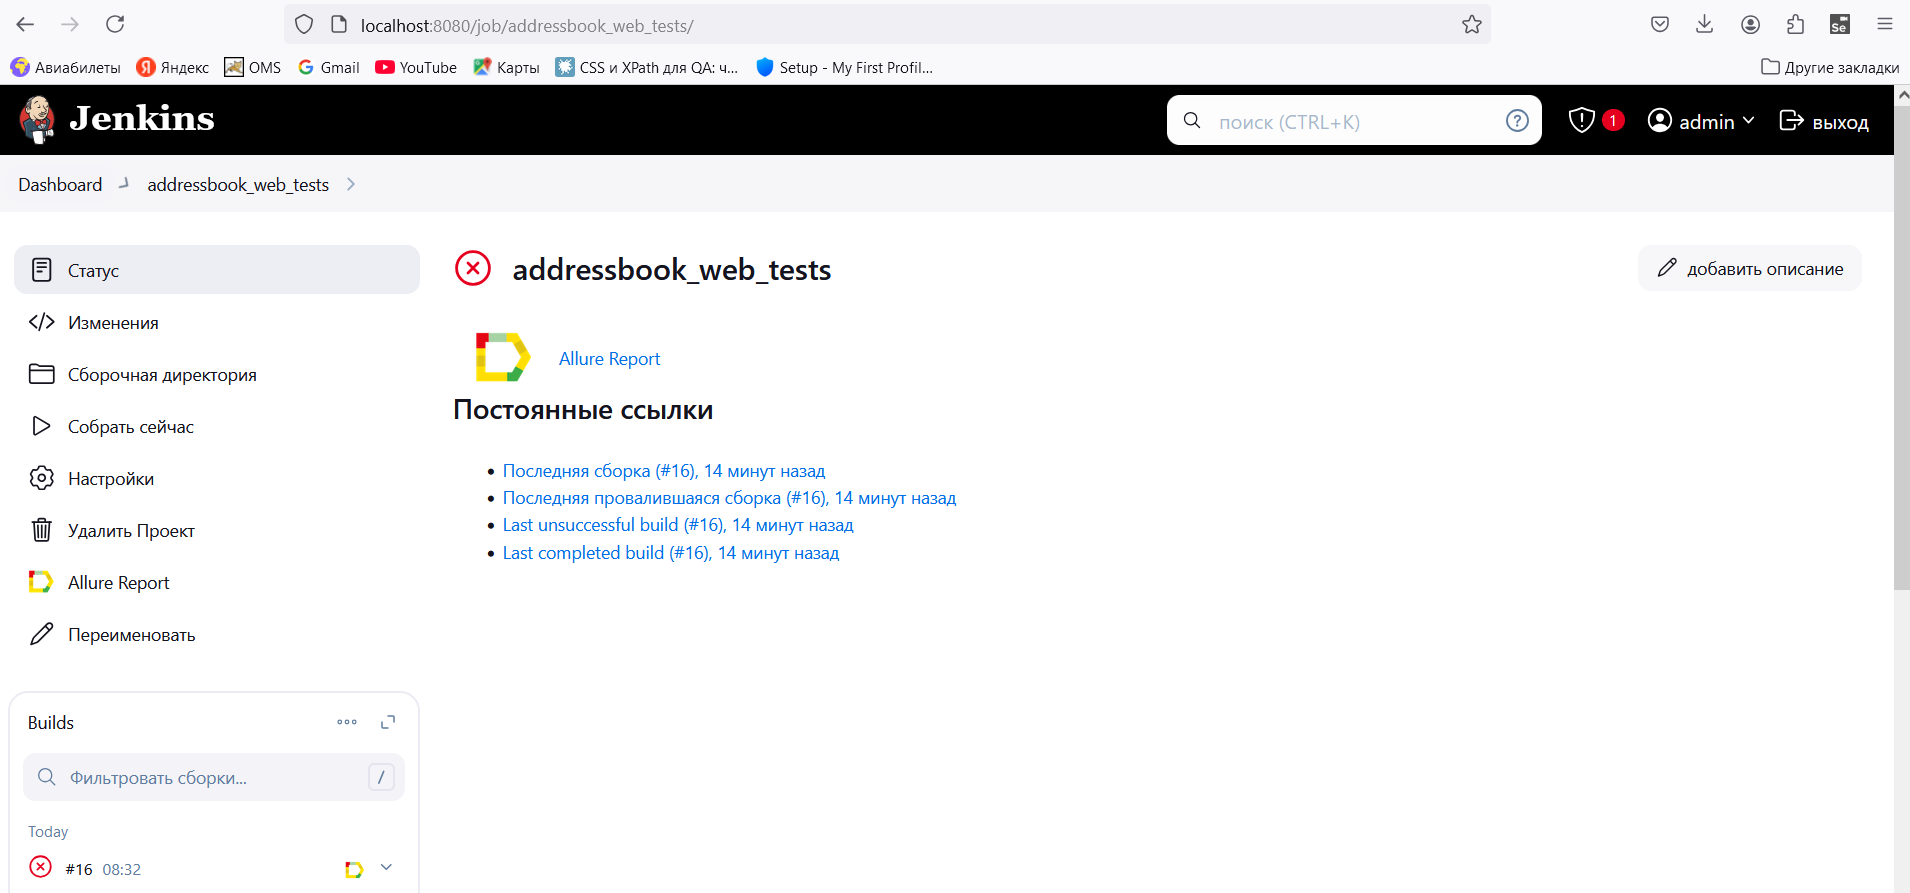 localhost:8080/job/addressbook_web_tests/
Авиабилеты Яндекс OMS Gmail YouTube Карты CSS и XPath для QA: ч... Setup - My First Profil... Другие закладки
Jenkins поиск (CTRL+K) ? 1 admin выход
Dashboard addressbook_web_tests
Статус
Изменения
Сборочная директория
Собрать сейчас
Настройки
Удалить Проект
Allure Report
Переименовать
addressbook_web_tests
добавить описание
Allure Report
Постоянные ссылки
Последняя сборка (#16), 14 минут назад
Последняя провалившаяся сборка (#16), 14 минут назад
Last unsuccessful build (#16), 14 минут назад
Last completed build (#16), 14 минут назад
Builds
Фильтровать сборки... /
Today
#16 08:32